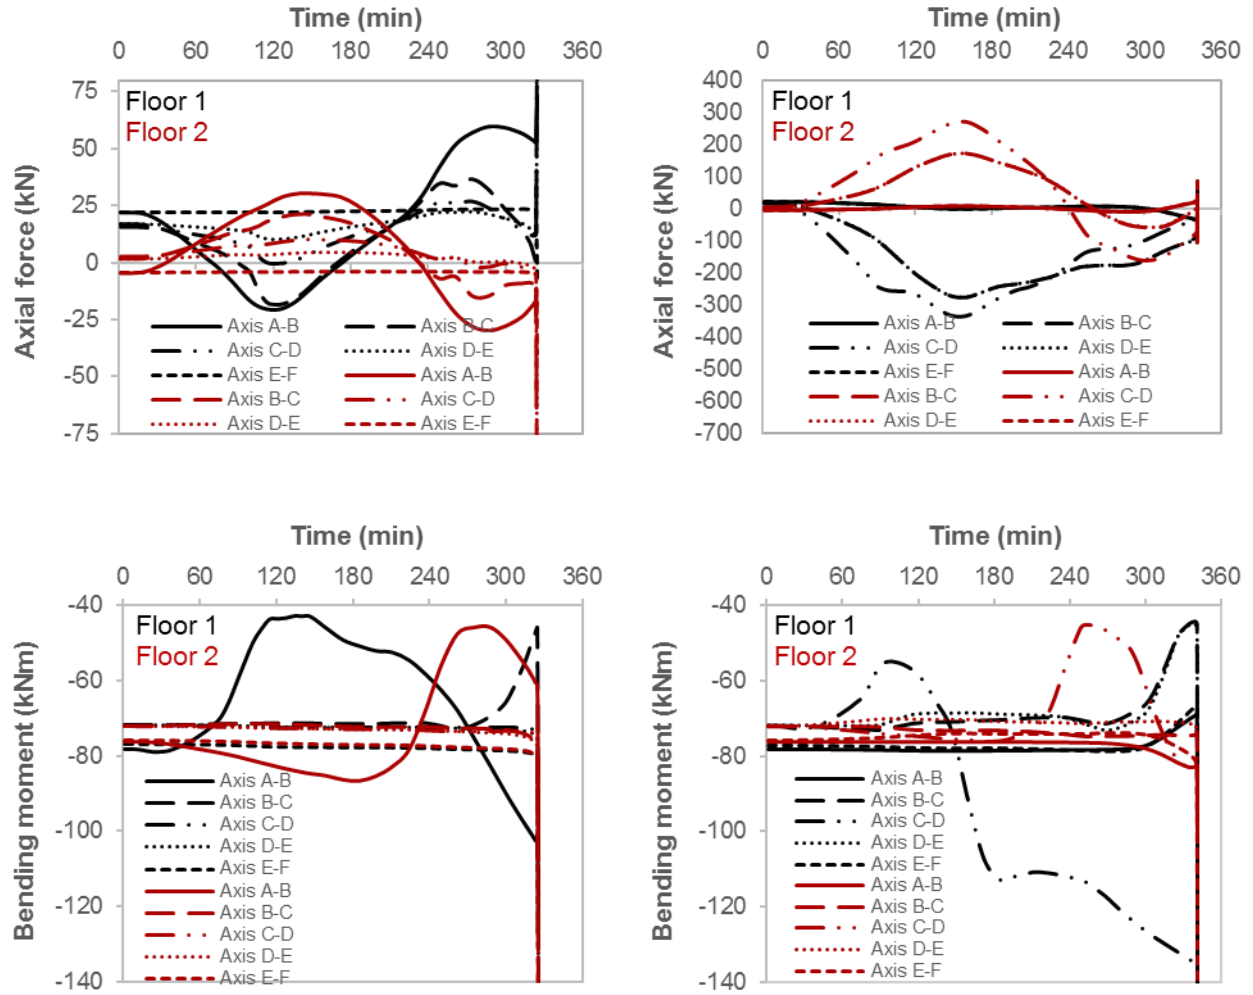 Time (min)
0 60 120 180 240 300 360
75
50
25
0
-25
-50
-75
Axial force (kN)
Floor 1
Floor 2
Axis A-B Axis B-C
Axis C-D Axis D-E
Axis E-F Axis A-B
Axis B-C Axis C-D
Axis D-E Axis E-F
Time (min)
0 60 120 180 240 300 360
400
300
200
100
0
-100
-200
-300
-400
-500
-600
-700
Axial force (kN)
Floor 1
Floor 2
Axis A-B Axis B-C
Axis C-D Axis D-E
Axis E-F Axis A-B
Axis B-C Axis C-D
Axis D-E Axis E-F
Time (min)
0 60 120 180 240 300 360
-40
-60
-80
-100
-120
-140
Bending moment (kNm)
Floor 1
Floor 2
Axis A-B
Axis B-C
Axis C-D
Axis D-E
Axis E-F
Axis A-B
Axis B-C
Axis C-D
Axis D-E
Axis E-F
Time (min)
0 60 120 180 240 300 360
-40
-60
-80
-100
-120
-140
Bending moment (kNm)
Floor 1
Floor 2
Axis A-B
Axis B-C
Axis C-D
Axis D-E
Axis E-F
Axis A-B
Axis B-C
Axis C-D
Axis D-E
Axis E-F